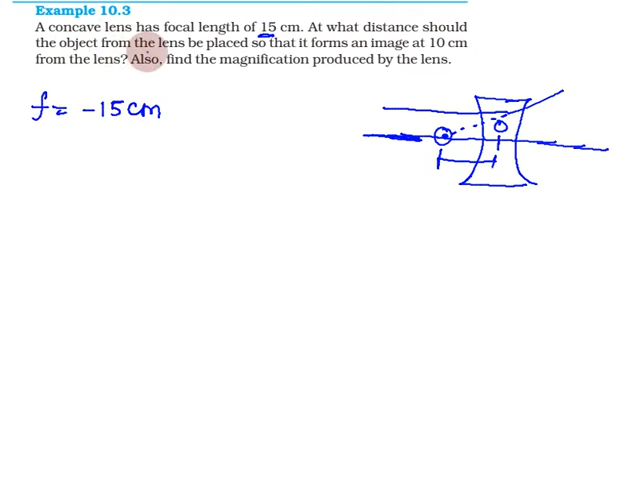 Example 10.3
A concave lens has focal length of 15 cm. At what distance should
the object from the lens be placed so that it forms an image at 10 cm
from the lens? Also, find the magnification produced by the lens.
f = -15 cm